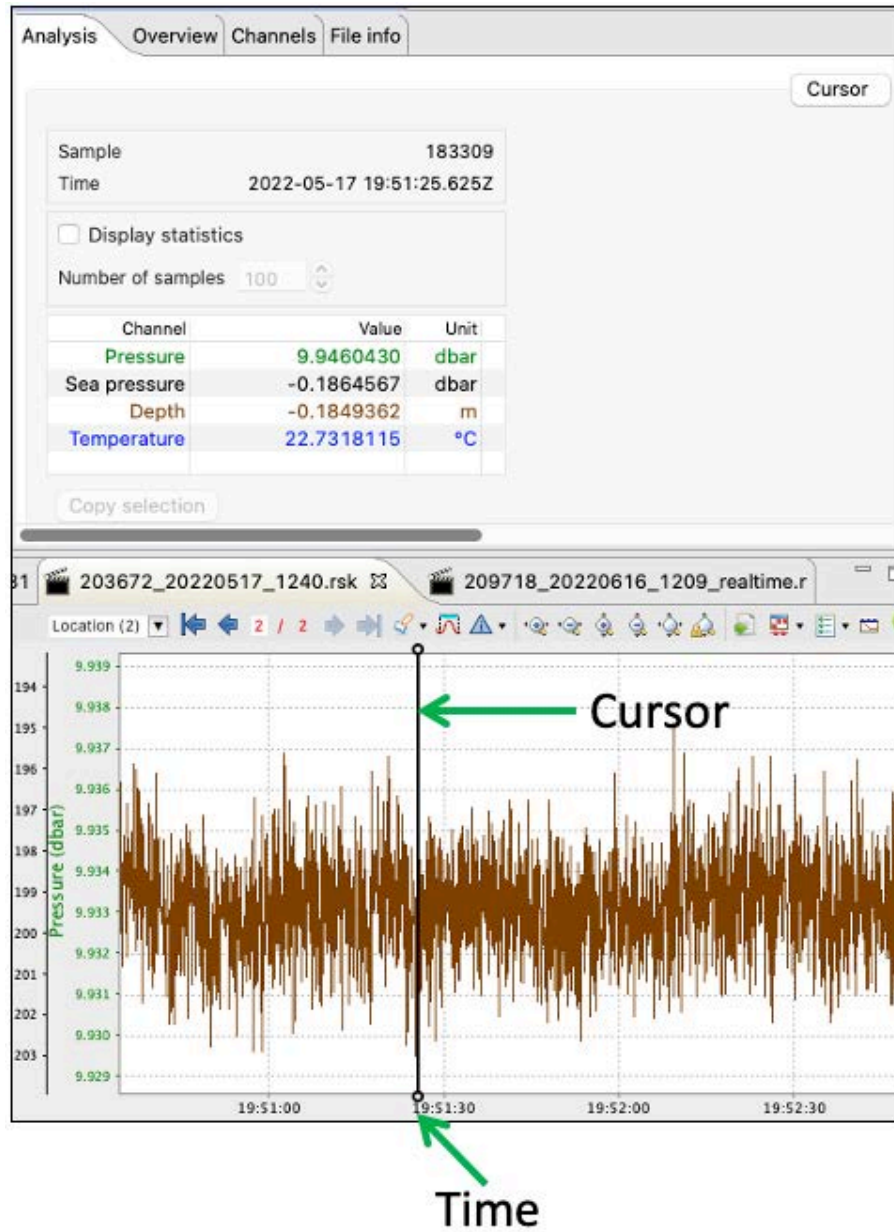 Analysis Overview Channels File info
Cursor
Sample 183309
Time 2022-05-17 19:51:25.625Z
Display statistics
Number of samples 100
Channel Value Unit
Pressure 9.9460430 dbar
Sea pressure -0.1864567 dbar
Depth -0.1849362 m
Temperature 22.7318115 °C
Copy selection
31 203672_20220517_1240.rsk 209718_20220616_1209_realtime.r
Location (2) 2 / 2
Cursor
194
195
196
197
198
199
200
201
202
203
Pressure (dbar)
9.939
9.938
9.937
9.936
9.935
9.934
9.933
9.932
9.931
9.930
9.929
19:51:00 19:51:30 19:52:00 19:52:30
Time